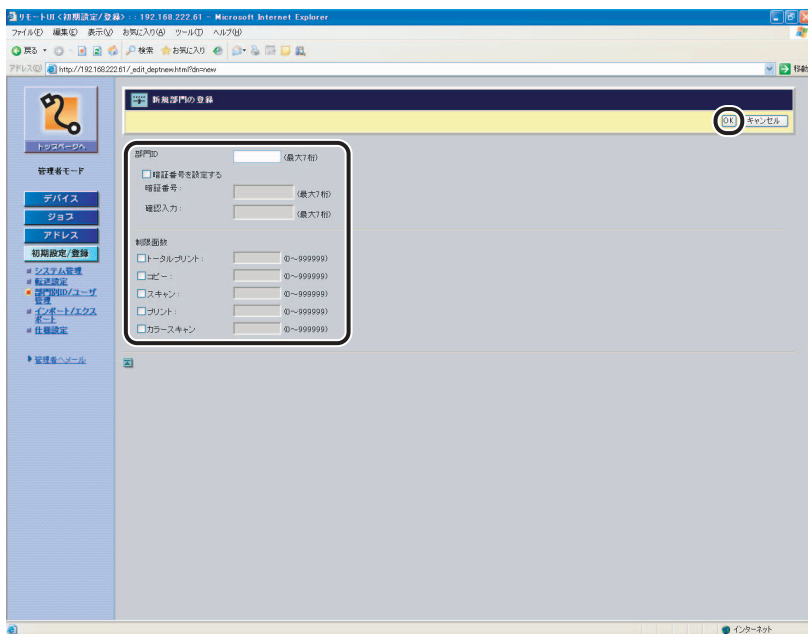 リモートUI <初期設定/登録> : : 192.168.222.61 - Microsoft Internet Explorer
ファイル(F) 編集(E) 表示(V) お気に入り(A) ツール(T) ヘルプ(H)
戻る 検索 お気に入り
アドレス(D) http://192.168.222.61/_edit_deptnew.html?dn=new 移動
新規部門の登録
OK キャンセル
トップページへ
管理者モード
デバイス
ジョブ
アドレス
初期設定/登録
システム管理
転送設定
部門別ID/ユーザ
管理
インポート/エクス
ポート
仕様設定
管理者へメール
部門ID (最大7桁)
暗証番号を設定する
暗証番号: (最大7桁)
確認入力: (最大7桁)
制限面数
トータルプリント: (0~999999)
コピー: (0~999999)
スキャン: (0~999999)
プリント: (0~999999)
カラースキャン (0~999999)
インターネット